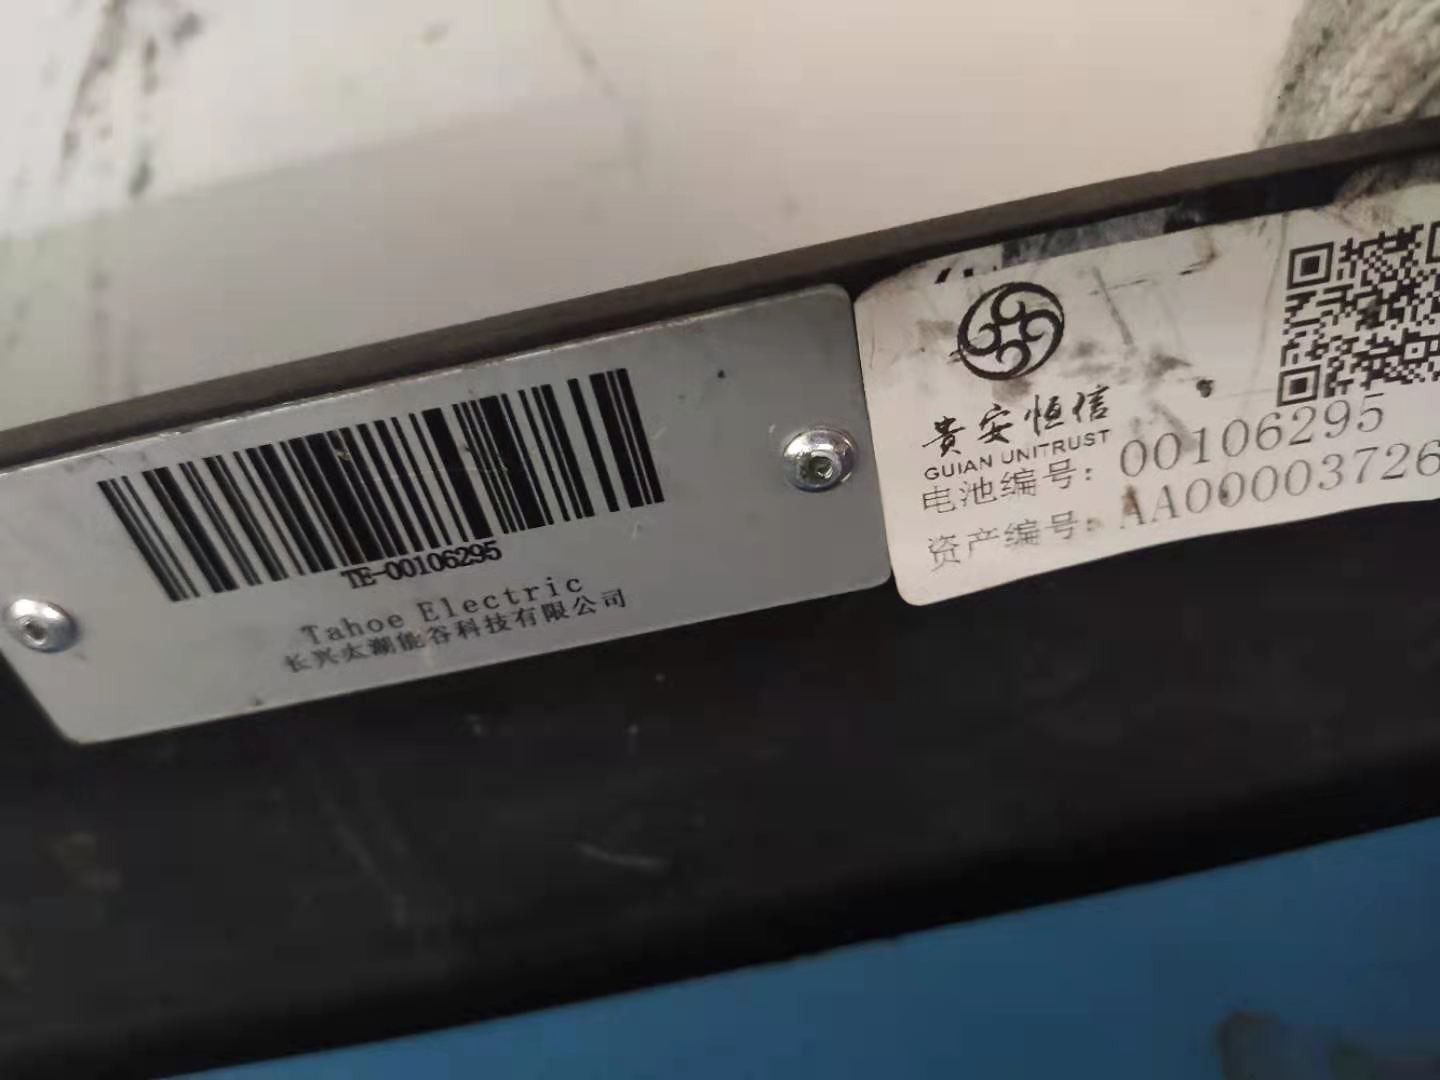 TE-00106295
Tahoe Electric
长兴太湖能谷科技有限公司
贵安恒信
GUIAN UNITRUST
电池编号: 00106295
资产编号: AA00003726